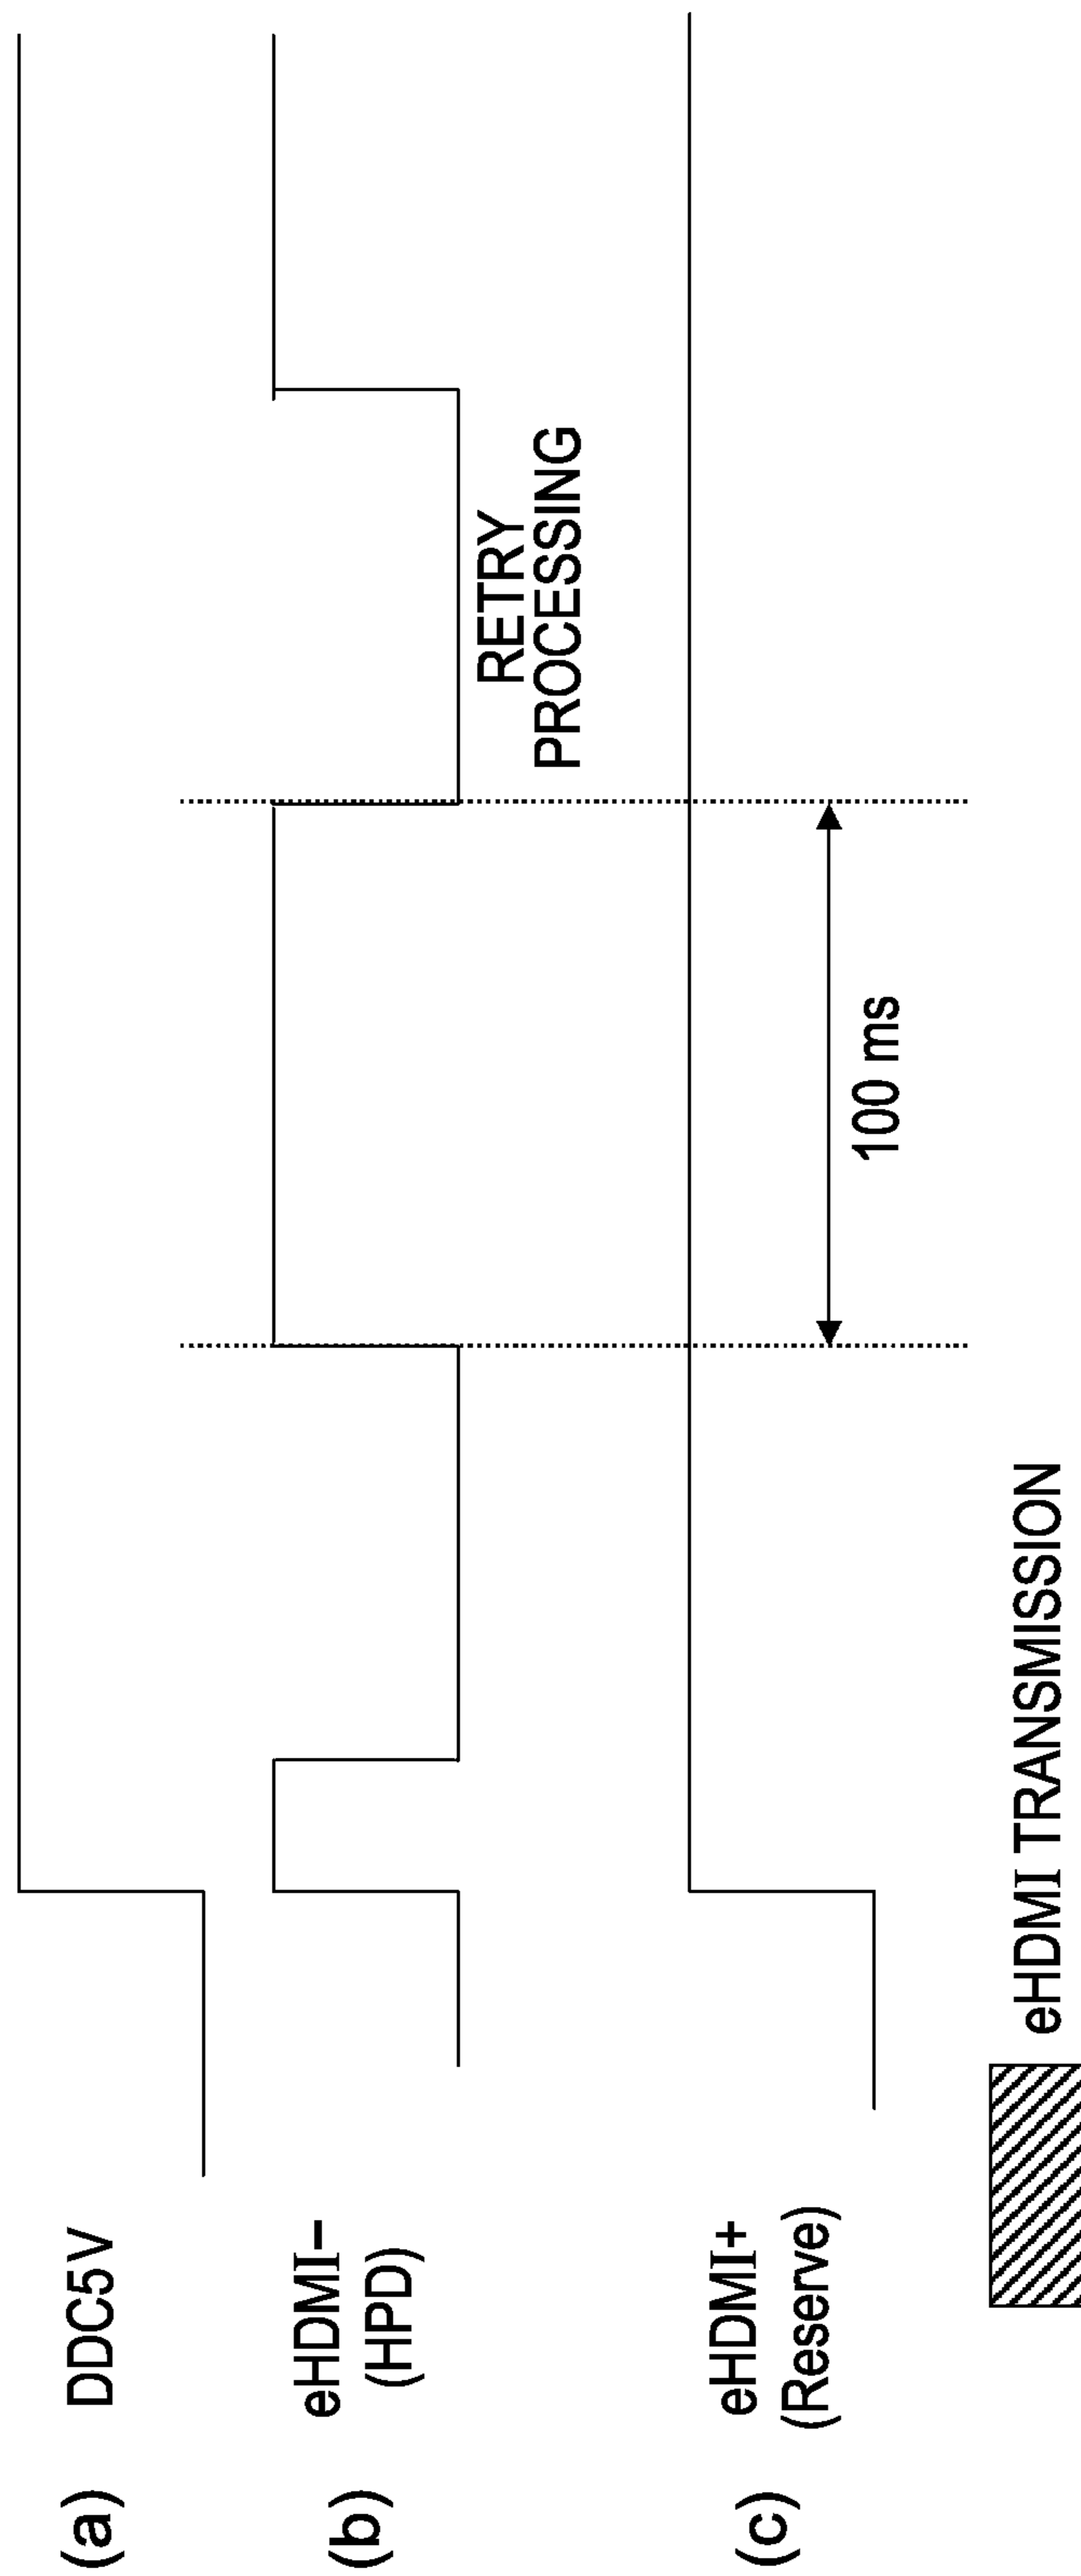 (a) DDC5V
(b) eHDMI−
(HPD)
RETRY
PROCESSING
(c) eHDMI+
(Reserve)
100 ms
eHDMI TRANSMISSION